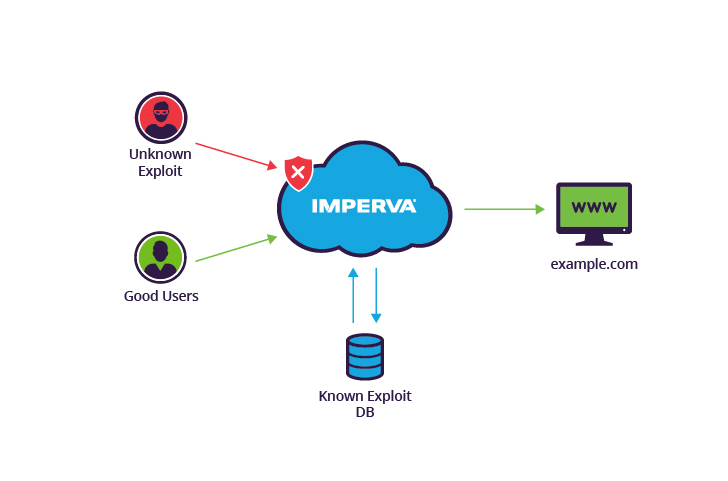 Unknown
Exploit
IMPERVA
www
example.com
Good Users
Known Exploit
DB